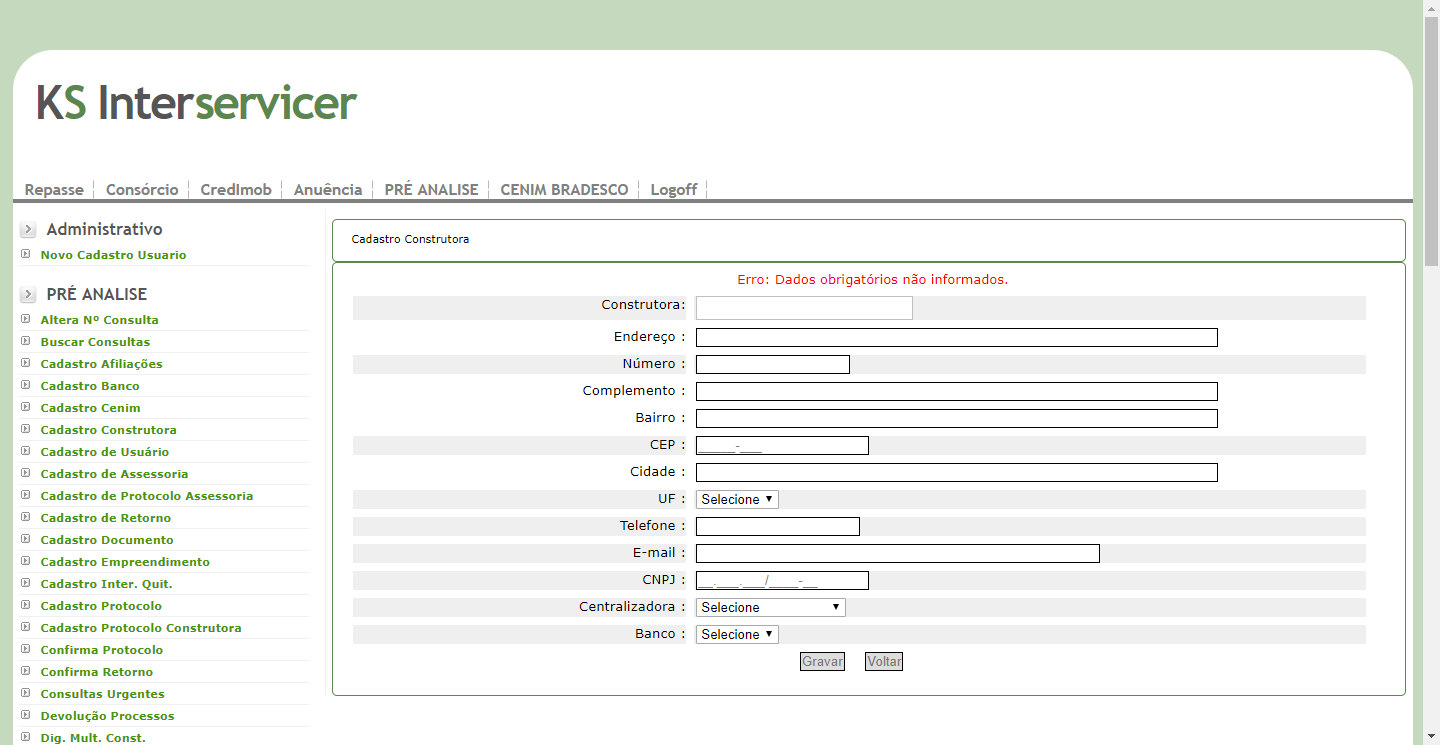 KS Interservicer
Repasse Consórcio CredImob Anuência PRÉ ANALISE CENIM BRADESCO Logoff
Administrativo
Novo Cadastro Usuario
PRÉ ANALISE
Altera Nº Consulta
Buscar Consultas
Cadastro Afiliações
Cadastro Banco
Cadastro Cenim
Cadastro Construtora
Cadastro de Usuário
Cadastro de Assessoria
Cadastro de Protocolo Assessoria
Cadastro de Retorno
Cadastro Documento
Cadastro Empreendimento
Cadastro Inter. Quit.
Cadastro Protocolo
Cadastro Protocolo Construtora
Confirma Protocolo
Confirma Retorno
Consultas Urgentes
Devolução Processos
Dig. Mult. Const.
Cadastro Construtora
Erro: Dados obrigatórios não informados.
Construtora:
Endereço :
Número :
Complemento :
Bairro :
CEP : _____-___
Cidade :
UF : Selecione
Telefone :
E-mail :
CNPJ : __.___.___/____-__
Centralizadora : Selecione
Banco : Selecione
Gravar Voltar